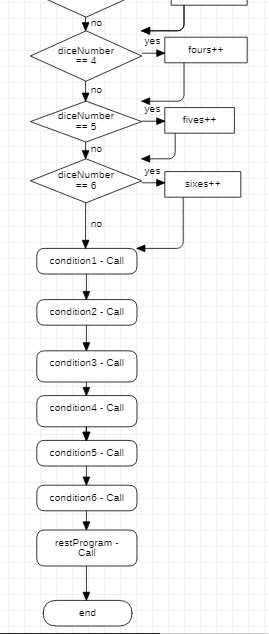 no
diceNumber
== 4
yes
fours++
no
diceNumber
== 5
yes
fives++
no
diceNumber
== 6
yes
sixes++
no
condition1 - Call
condition2 - Call
condition3 - Call
condition4 - Call
condition5 - Call
condition6 - Call
restProgram -
Call
end